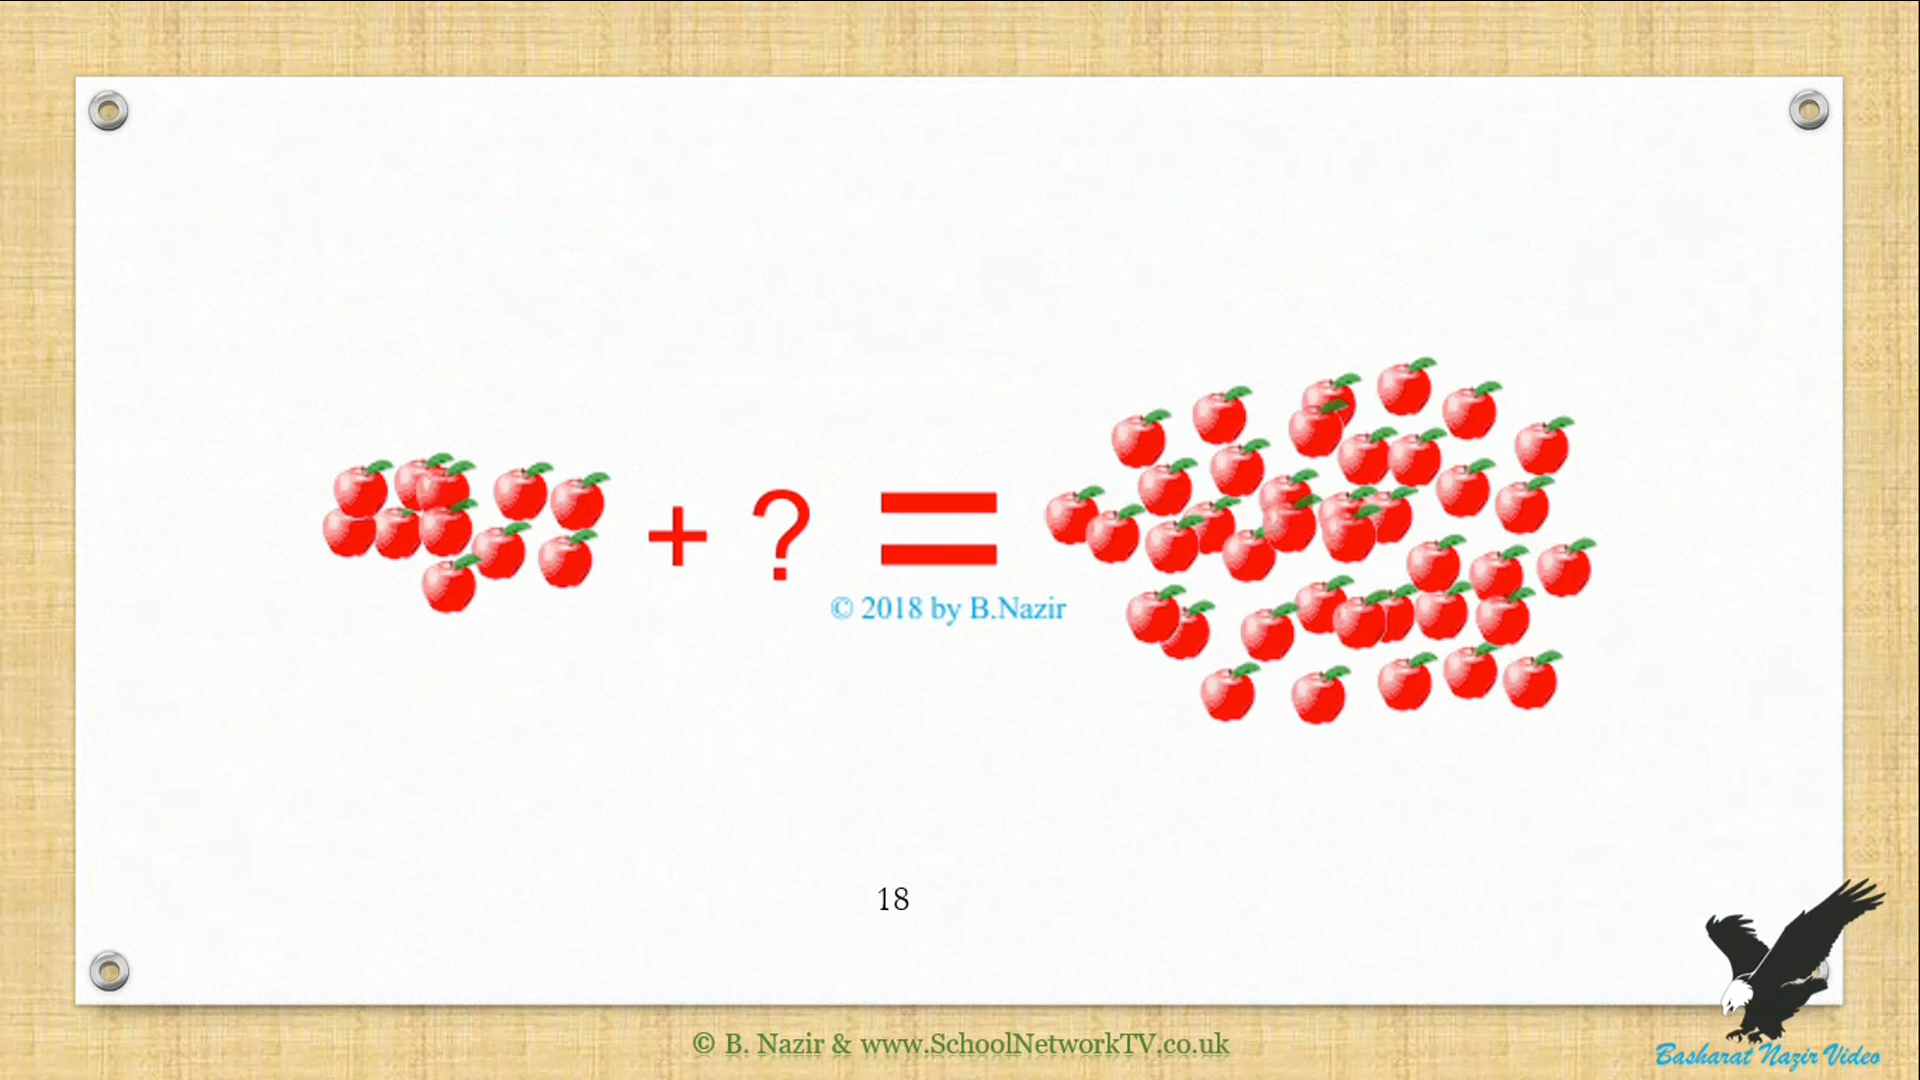 + ? =
© 2018 by B.Nazir
18
© B. Nazir & www.SchoolNetworkTV.co.uk
Basharat Nazir Video